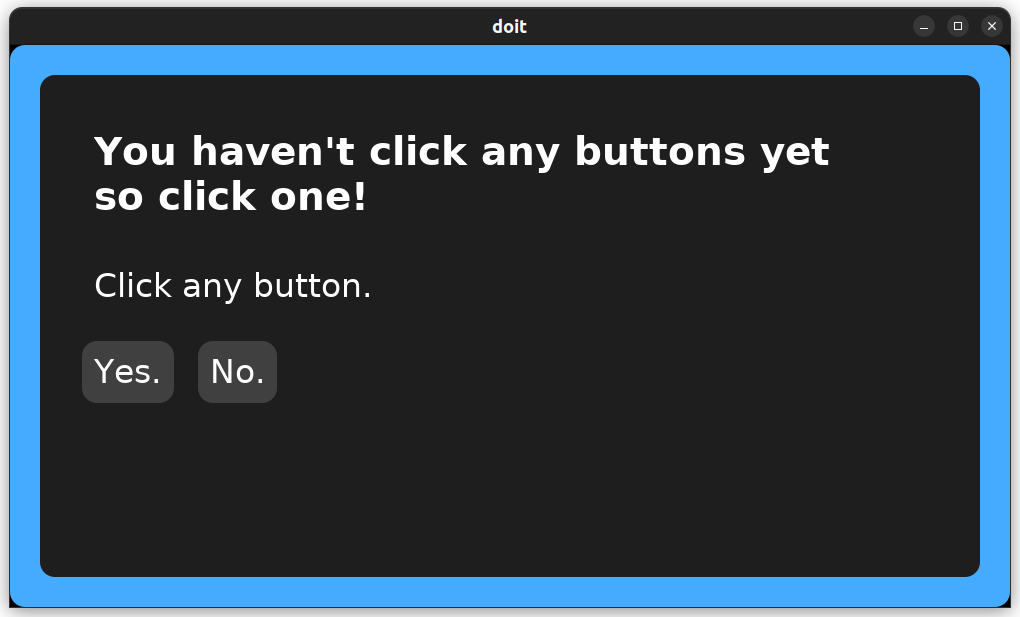 doit
You haven't click any buttons yet
so click one!
Click any button.
Yes. No.